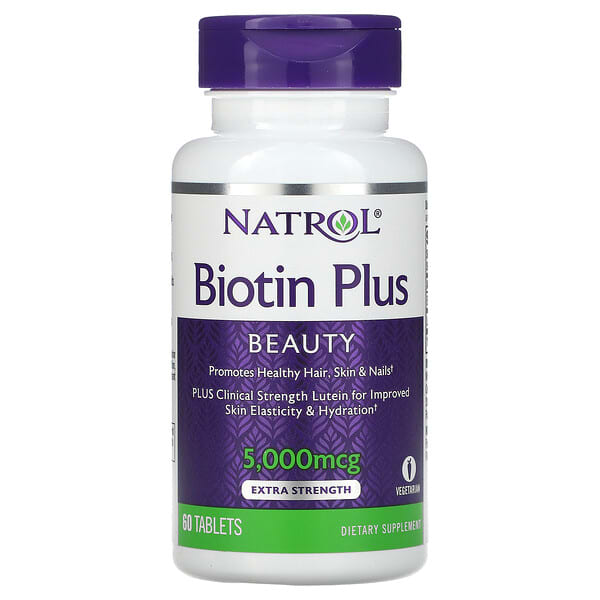 NATROL®
Biotin Plus
BEAUTY
Promotes Healthy Hair, Skin & Nails†
PLUS Clinical Strength Lutein for Improved
Skin Elasticity & Hydration†
5,000mcg
EXTRA STRENGTH
VEGETARIAN
60 TABLETS
DIETARY SUPPLEMENT